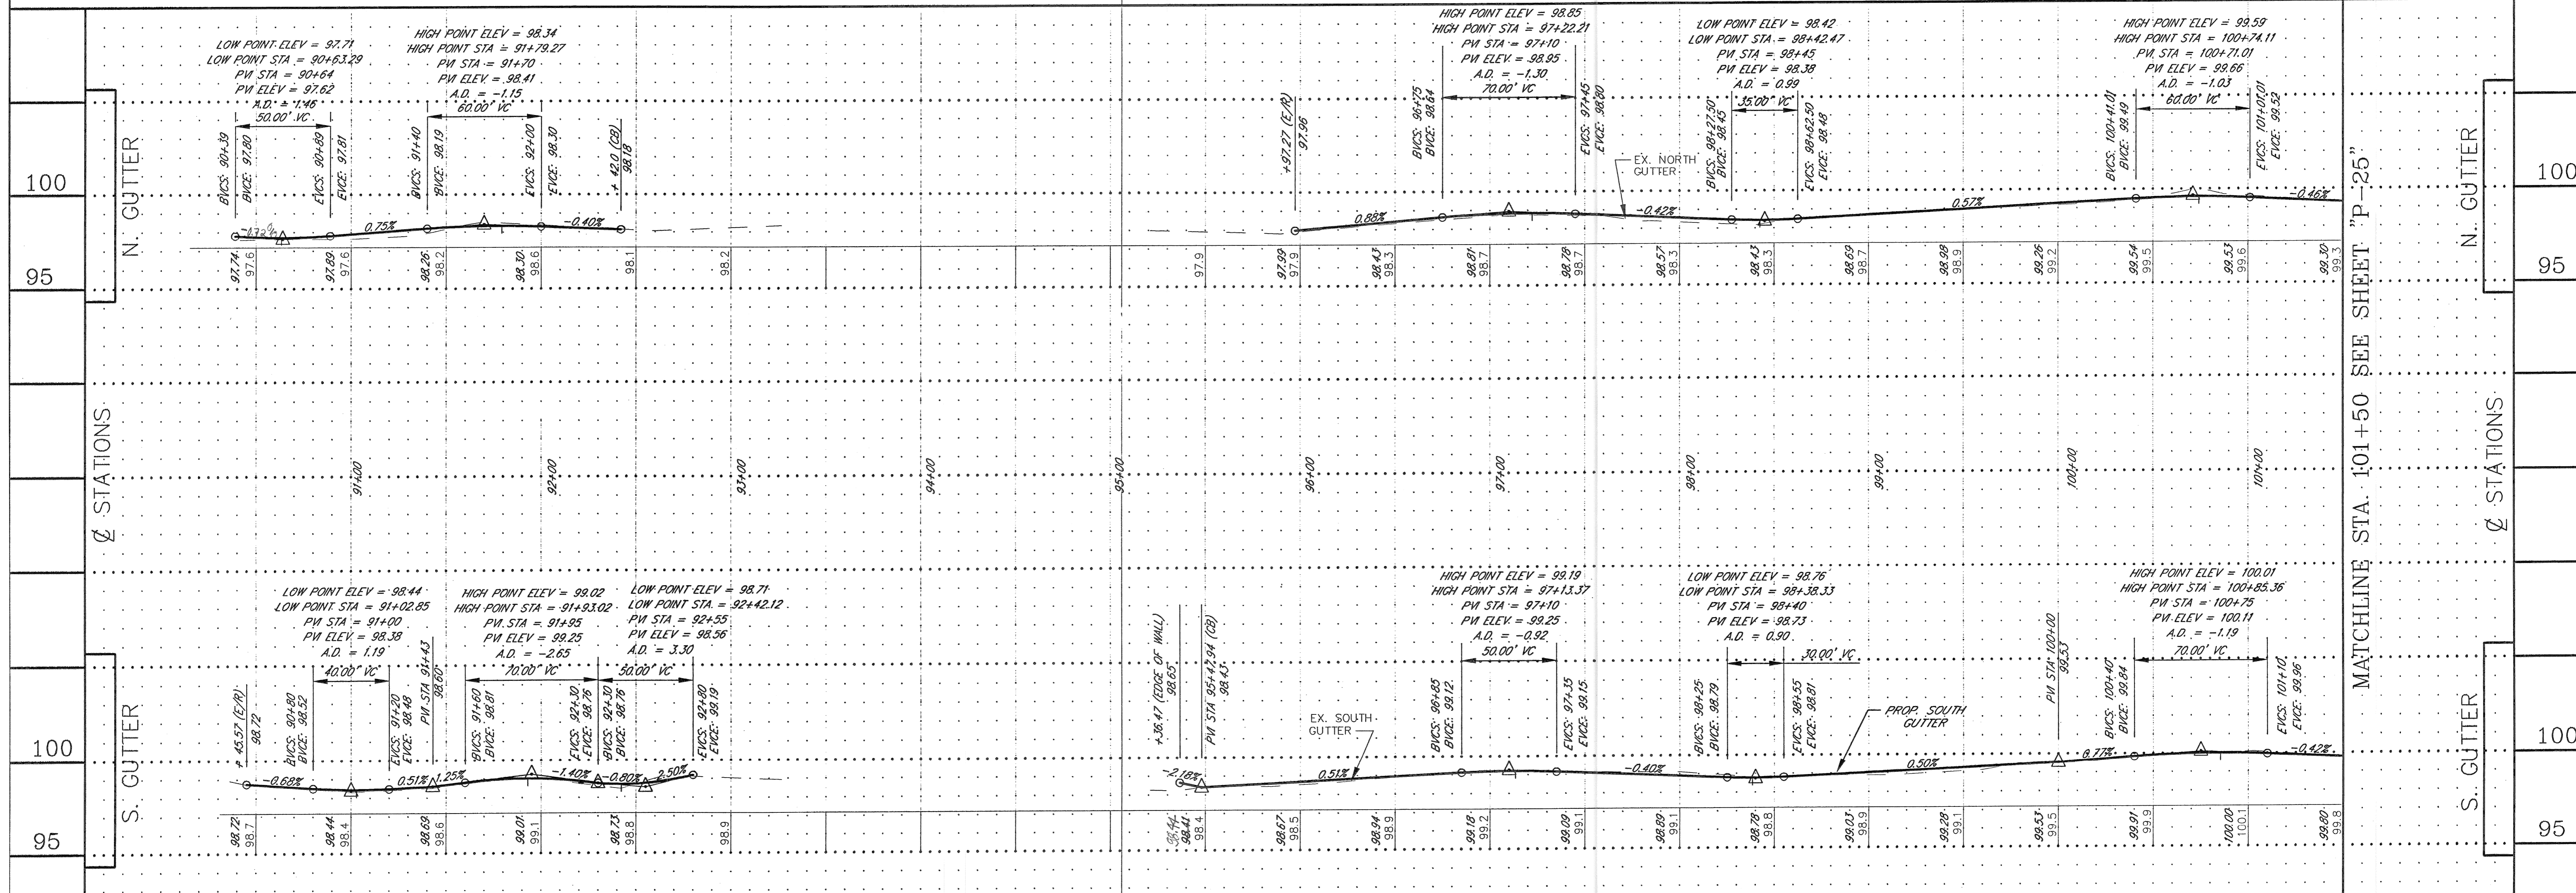 LOW POINT ELEV = 97.71
LOW POINT STA = 90+63.29
PVI STA = 90+64
PVI ELEV = 97.62
A.D. = 1.46
50.00' VC
BVCS: 90+39
BVCE: 97.80
EVCS: 90+89
EVCE: 97.81
HIGH POINT ELEV = 98.34
HIGH POINT STA = 91+79.27
PVI STA = 91+70
PVI ELEV = 98.41
A.D. = -1.15
60.00' VC
BVCS: 91+40
BVCE: 98.19
EVCS: 92+00
EVCE: 98.30
+ 42.0 (CB)
98.18
+97.27 (E/R)
97.96
HIGH POINT ELEV = 98.85
HIGH POINT STA = 97+22.21
PVI STA = 97+10
PVI ELEV = 98.95
A.D. = -1.30
70.00' VC
BVCS: 96+75
BVCE: 98.64
EVCS: 97+45
EVCE: 98.80
EX. NORTH
GUTTER
LOW POINT ELEV = 98.42
LOW POINT STA = 98+42.47
PVI STA = 98+45
PVI ELEV = 98.38
A.D. = 0.99
35.00' VC
BVCS: 98+27.50
BVCE: 98.45
EVCS: 98+62.50
EVCE: 98.48
HIGH POINT ELEV = 99.59
HIGH POINT STA = 100+74.11
PVI STA = 100+71.01
PVI ELEV = 99.66
A.D. = -1.03
60.00' VC
BVCS: 100+41.01
BVCE: 99.49
EVCS: 101+01.01
EVCE: 99.52
100
95
N. GUTTER
-0.72%
0.75%
-0.40%
0.88%
-0.42%
0.57%
-0.46%
N. GUTTER
100
95
97.74 97.6
97.89 97.6
98.26 98.2
98.30 98.6
98.1
98.2
97.9
97.99 97.9
98.43 98.3
98.81 98.7
98.78 98.7
98.57 98.3
98.43 98.3
98.69 98.7
98.98 98.9
99.26 99.2
99.54 99.5
99.53 99.6
99.30 99.3
MATCHLINE STA. 101+50 SEE SHEET "P-25"
℄ STATIONS
91+00
92+00
93+00
94+00
95+00
96+00
97+00
98+00
99+00
100+00
101+00
℄ STATIONS
+ 45.57 (E/R)
98.72
LOW POINT ELEV = 98.44
LOW POINT STA = 91+02.85
PVI STA = 91+00
PVI ELEV = 98.38
A.D. = 1.19
40.00' VC
BVCS: 90+80
BVCE: 98.52
EVCS: 91+20
EVCE: 98.48
PVI STA 91+43
98.60
HIGH POINT ELEV = 99.02
HIGH POINT STA = 91+93.02
PVI STA = 91+95
PVI ELEV = 99.25
A.D. = -2.65
70.00' VC
BVCS: 91+60
BVCE: 98.81
EVCS: 92+30
EVCE: 98.76
LOW POINT ELEV = 98.71
LOW POINT STA = 92+42.12
PVI STA = 92+55
PVI ELEV = 98.56
A.D. = 3.30
50.00' VC
BVCS: 92+30
BVCE: 98.76
EVCS: 92+80
EVCE: 99.19
+36.47 (EDGE OF WALL)
98.65
PVI STA 95+47.94 (CB)
98.43
EX. SOUTH
GUTTER
HIGH POINT ELEV = 99.19
HIGH POINT STA = 97+13.37
PVI STA = 97+10
PVI ELEV = 99.25
A.D. = -0.92
50.00' VC
BVCS: 96+85
BVCE: 99.12
EVCS: 97+35
EVCE: 99.15
LOW POINT ELEV = 98.76
LOW POINT STA = 98+38.33
PVI STA = 98+40
PVI ELEV = 98.73
A.D. = 0.90
30.00' VC
BVCS: 98+25
BVCE: 98.79
EVCS: 98+55
EVCE: 98.81
PROP. SOUTH
GUTTER
PVI STA 100+00
99.53
HIGH POINT ELEV = 100.01
HIGH POINT STA = 100+85.36
PVI STA = 100+75
PVI ELEV = 100.11
A.D. = -1.19
70.00' VC
BVCS: 100+40
BVCE: 99.84
EVCS: 101+10
EVCE: 99.96
100
95
S. GUTTER
-0.68%
0.51%
1.25%
-1.40%
-0.80%
2.50%
-2.18%
0.51%
-0.40%
0.50%
0.77%
-0.42%
S. GUTTER
100
95
98.72 98.7
98.44 98.4
98.69 98.6
99.01 99.1
98.73 98.8
98.9
98.41 98.4
98.67 98.5
98.94 98.9
99.18 99.2
99.09 99.1
98.89 99.1
98.78 98.8
99.03 98.9
99.28 99.1
99.53 99.5
99.91 99.9
100.00 100.1
99.80 99.8